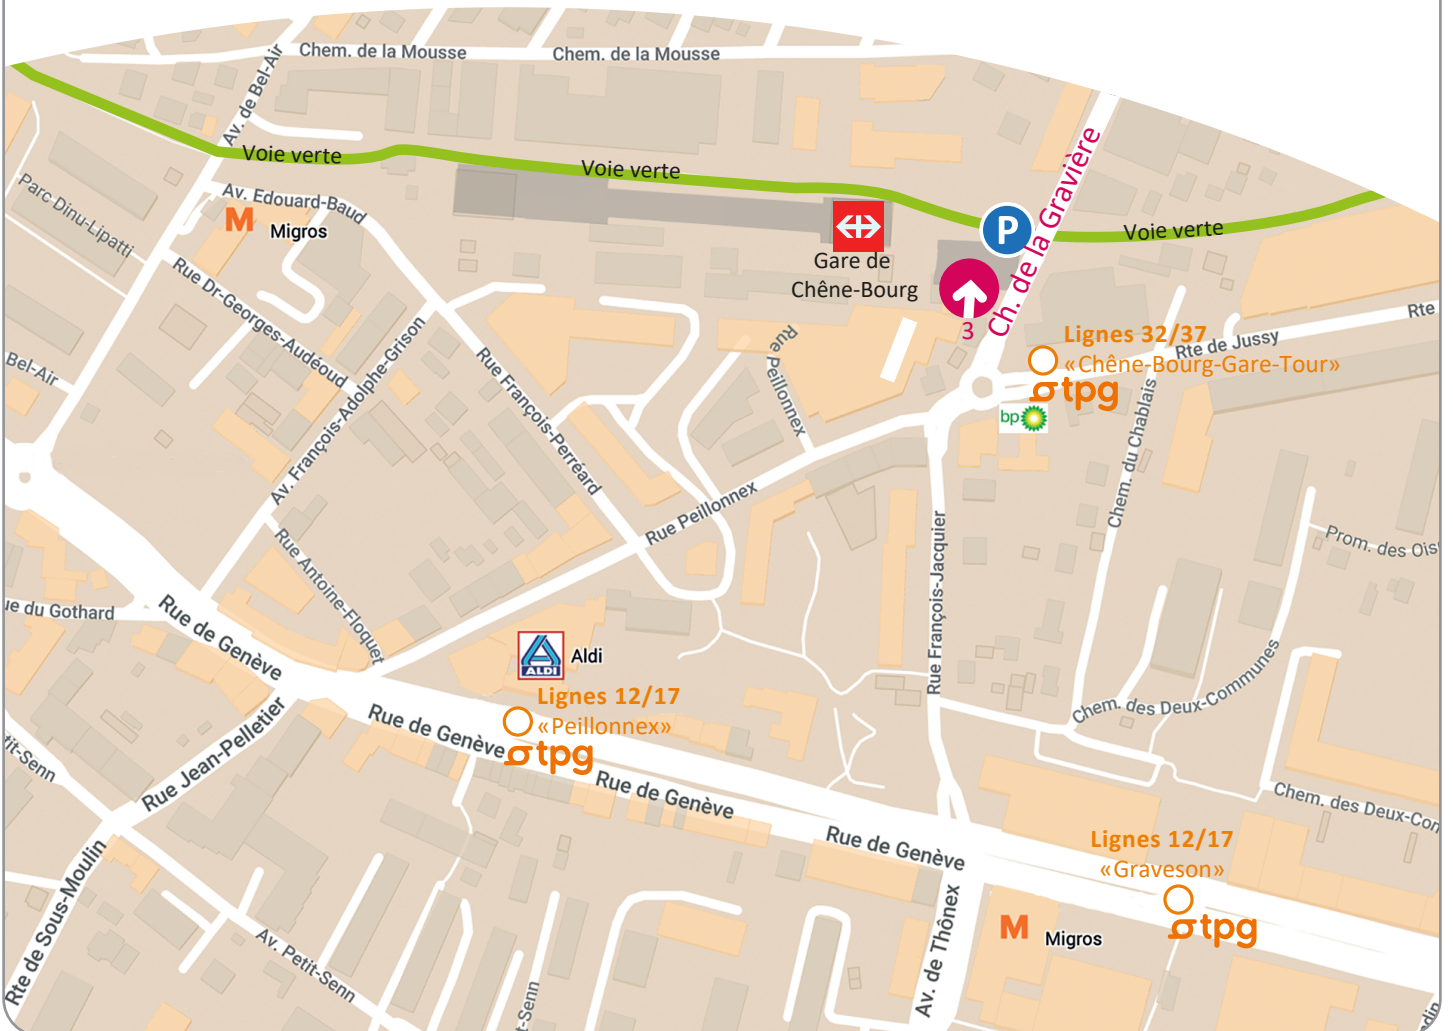 Chem. de la Mousse
Chem. de la Mousse
Av. de Bel-Air
Voie verte
Voie verte
Voie verte
Ch. de la Gravière
P
Parc Dinu-Lipatti
Av. Edouard-Baud
M
Migros
Gare de
Chêne-Bourg
3
Rue Dr-Georges-Audéoud
Bel-Air
Av. François-Adolphe-Grison
Rue François-Perréard
Rue Peillonnex
Lignes 32/37
«Chêne-Bourg-Gare-Tour»
tpg
Rte de Jussy
Rte
bp
Chem. du Chablais
Rue Peillonnex
Rue François-Jacquier
Prom. des Ois
Rue Antoine-Floquet
ue du Gothard
Rue de Genève
ALDI
Aldi
Lignes 12/17
«Peillonnex»
tpg
Chem. des Deux-Communes
Rue de Genève
Rue Jean-Pelletier
tit-Senn
Rue de Genève
Chem. des Deux-Con
Rue de Genève
Lignes 12/17
«Graveson»
tpg
Rte de Sous-Moulin
Av. Petit-Senn
t-Senn
Av. de Thônex
M
Migros